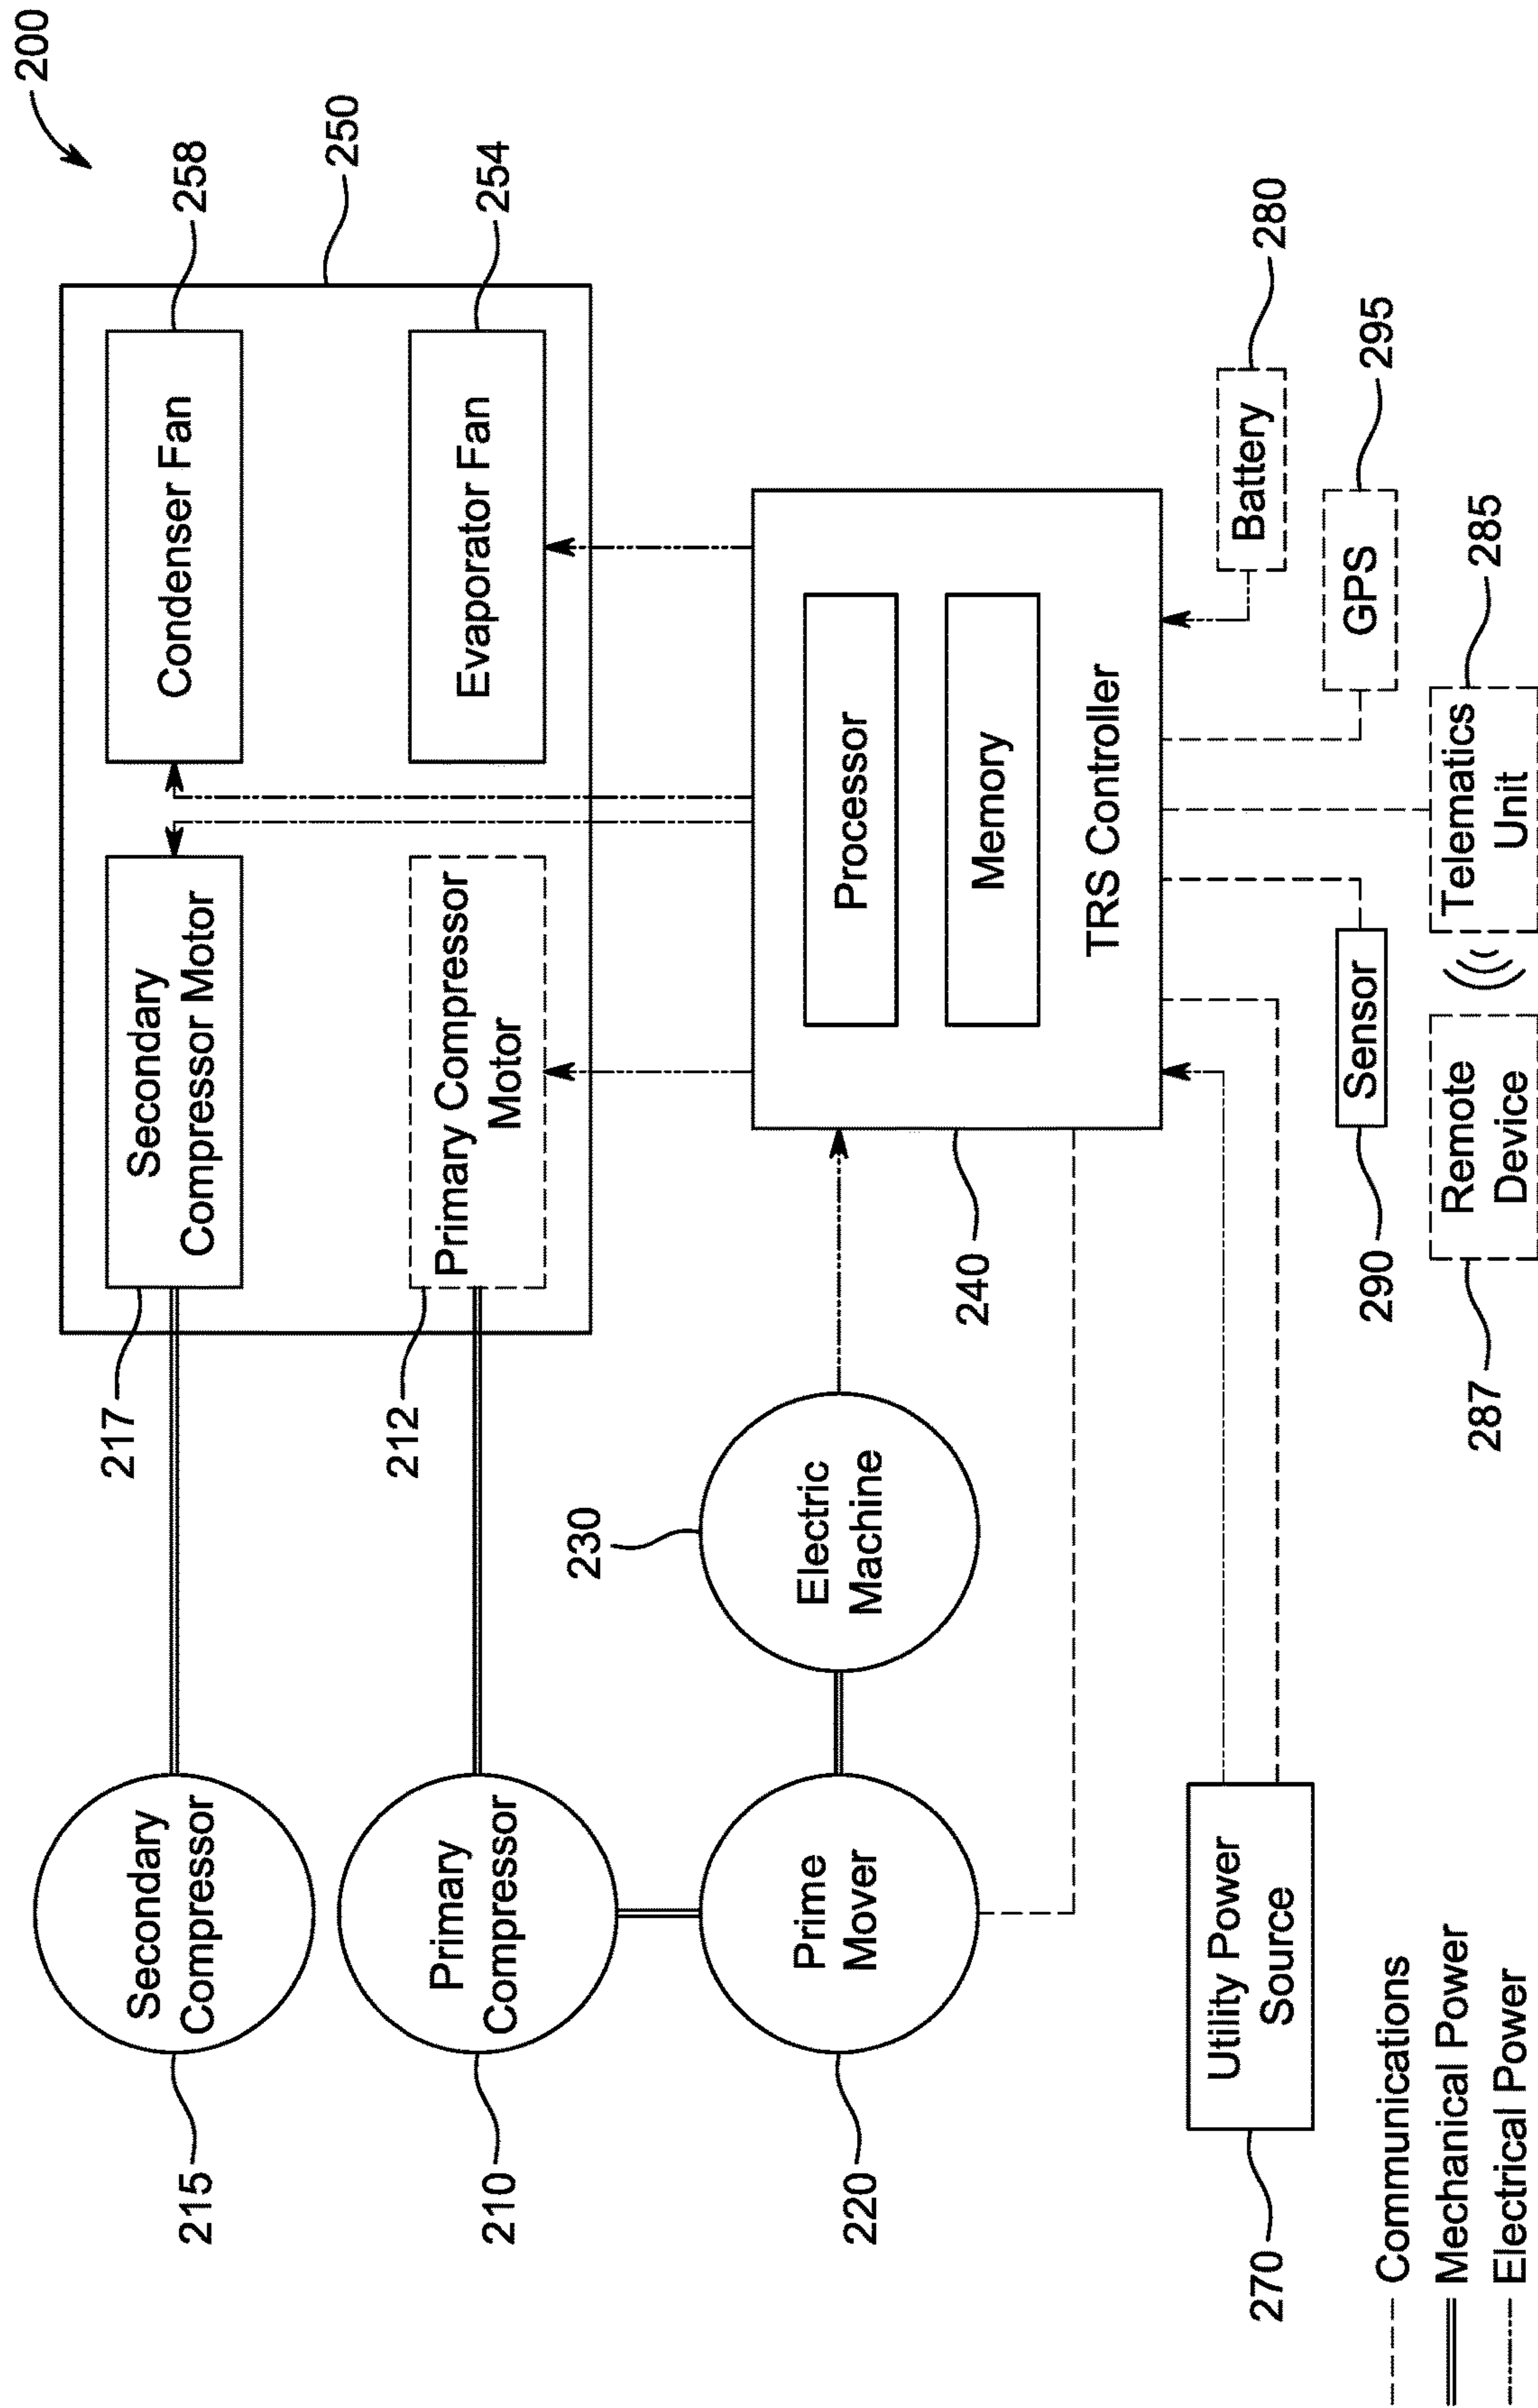 200
258
250
254
217
Secondary
Compressor Motor
Condenser Fan
212
Primary Compressor
Motor
Evaporator Fan
215
Secondary
Compressor
210
Primary
Compressor
220
Prime
Mover
230
Electric
Machine
240
Processor
Memory
TRS Controller
270
Utility Power
Source
Battery
280
GPS
295
290
Sensor
287
Remote
Device
Telematics
Unit
285
Communications
Mechanical Power
Electrical Power